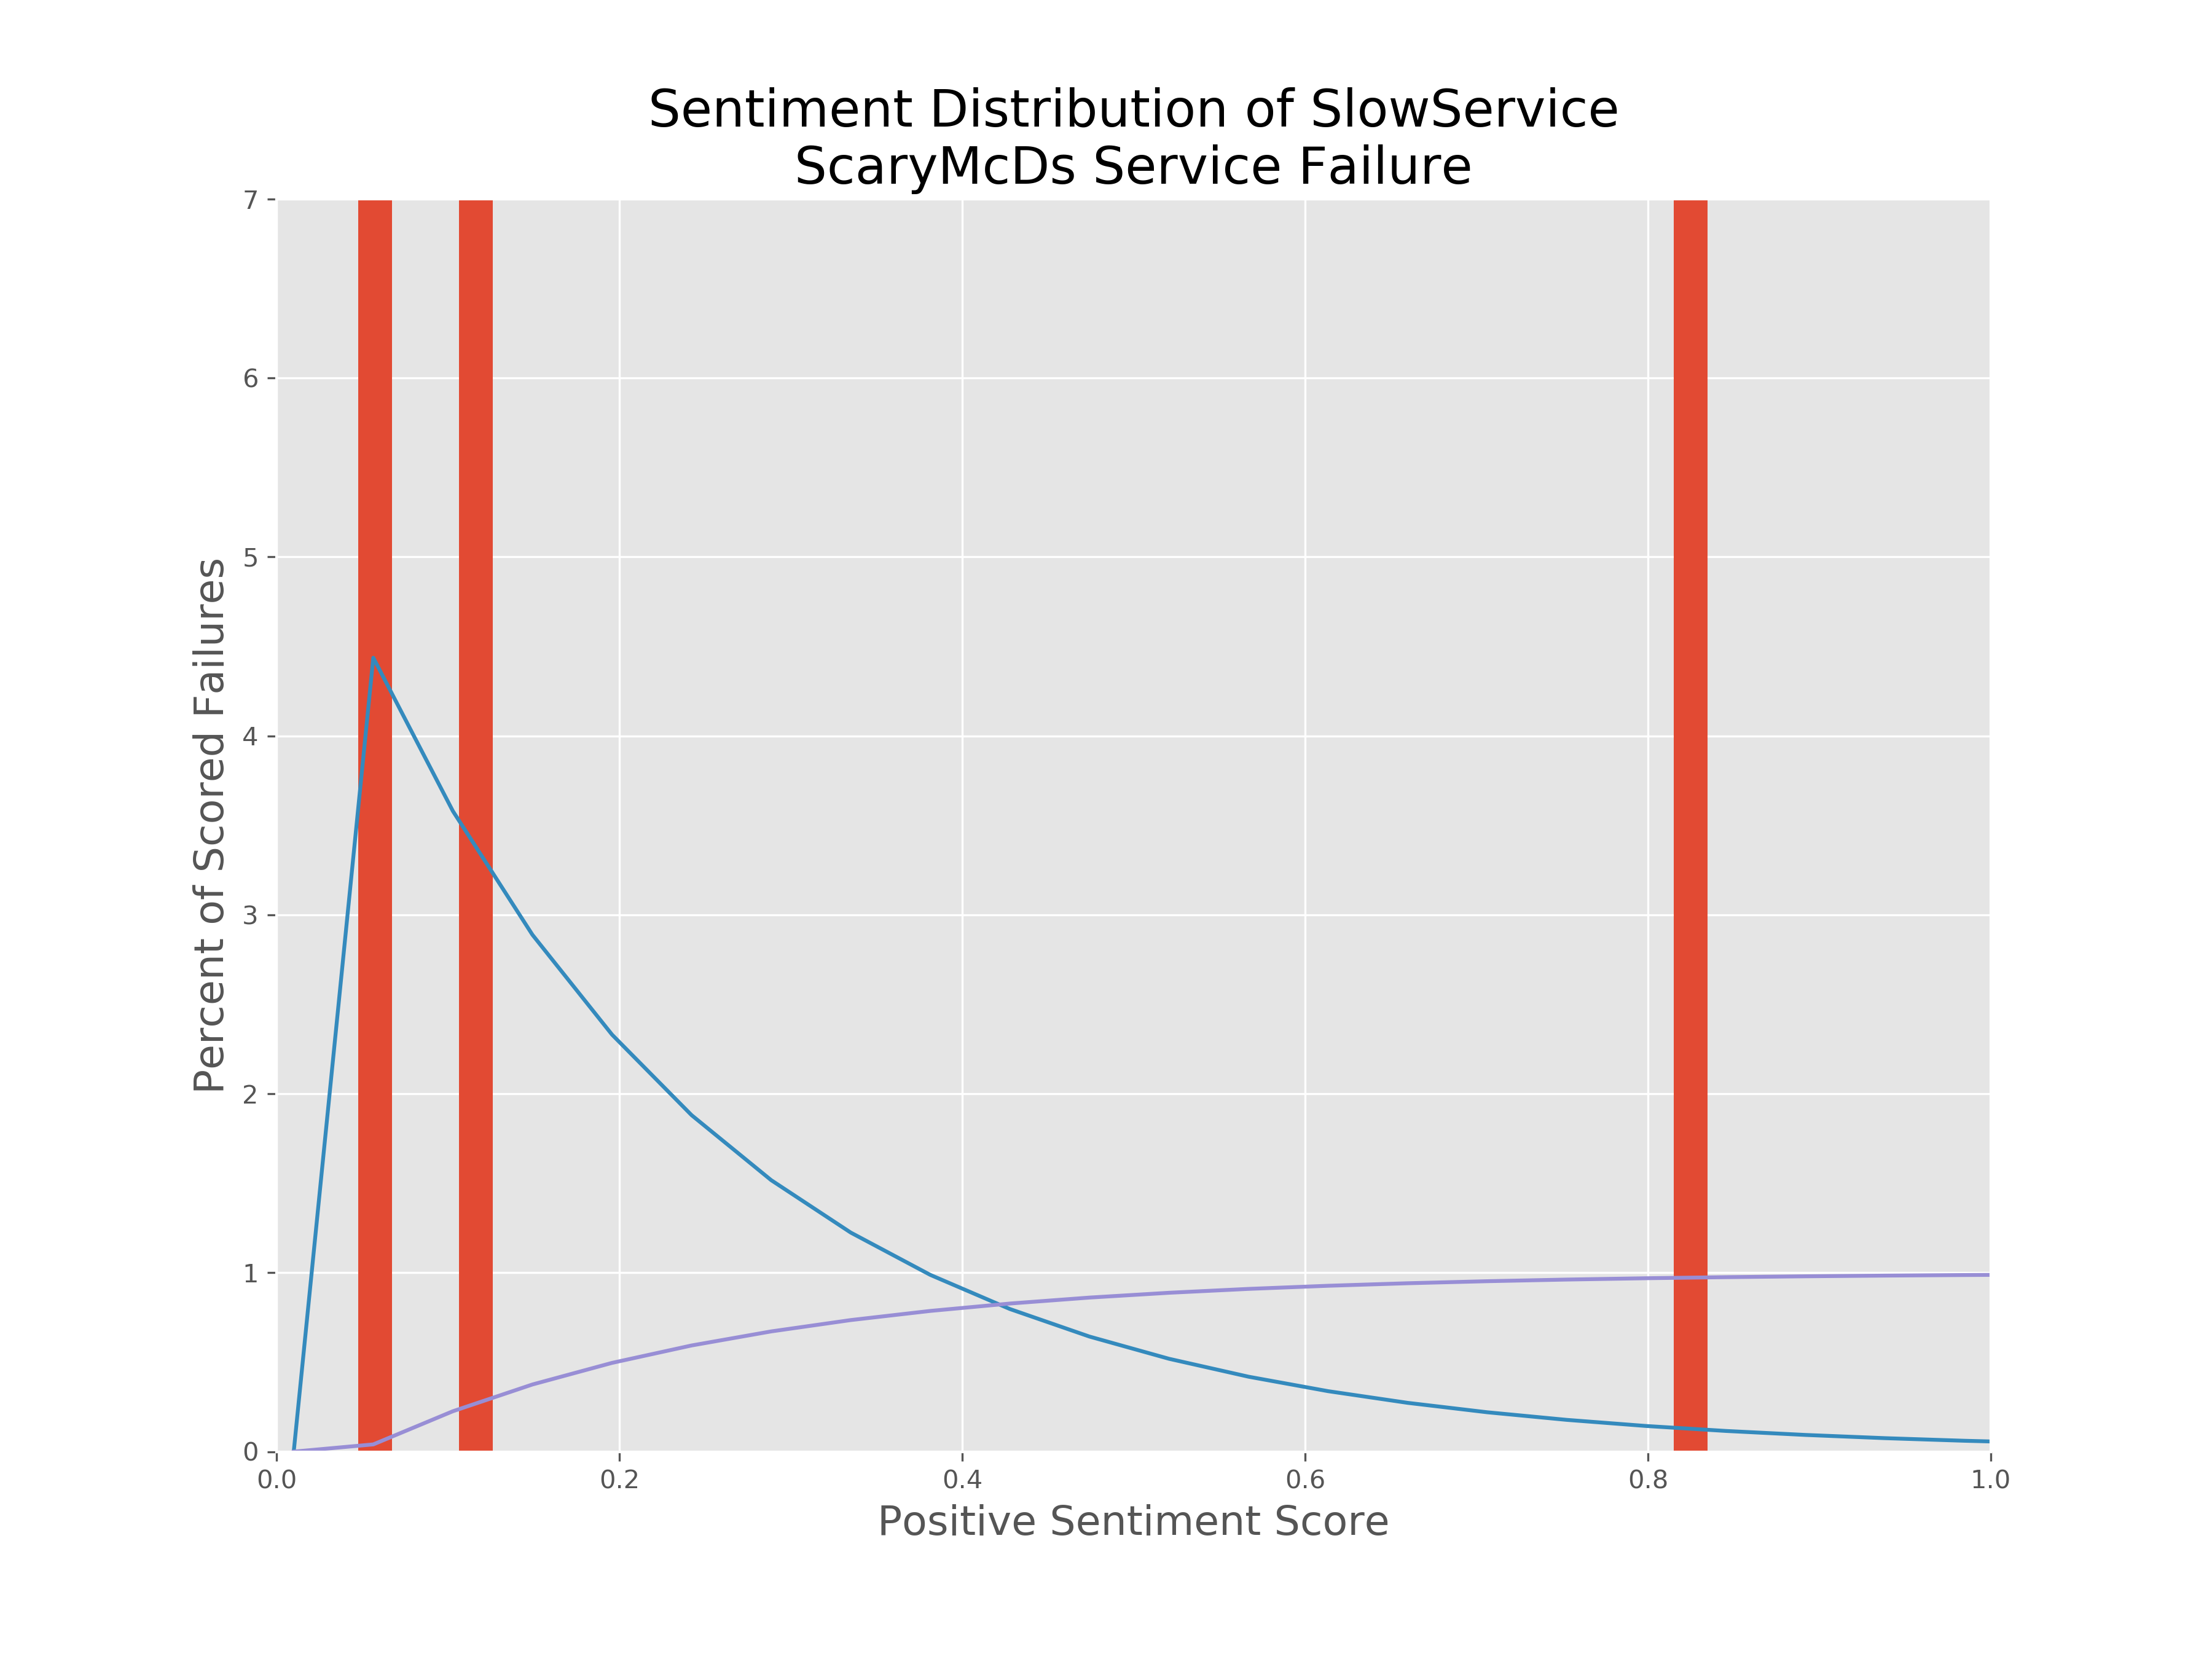 Sentiment Distribution of SlowService
ScaryMcDs Service Failure
7
6
5
4
3
2
1
0
Percent of Scored Failures
0.0 0.2 0.4 0.6 0.8 1.0
Positive Sentiment Score